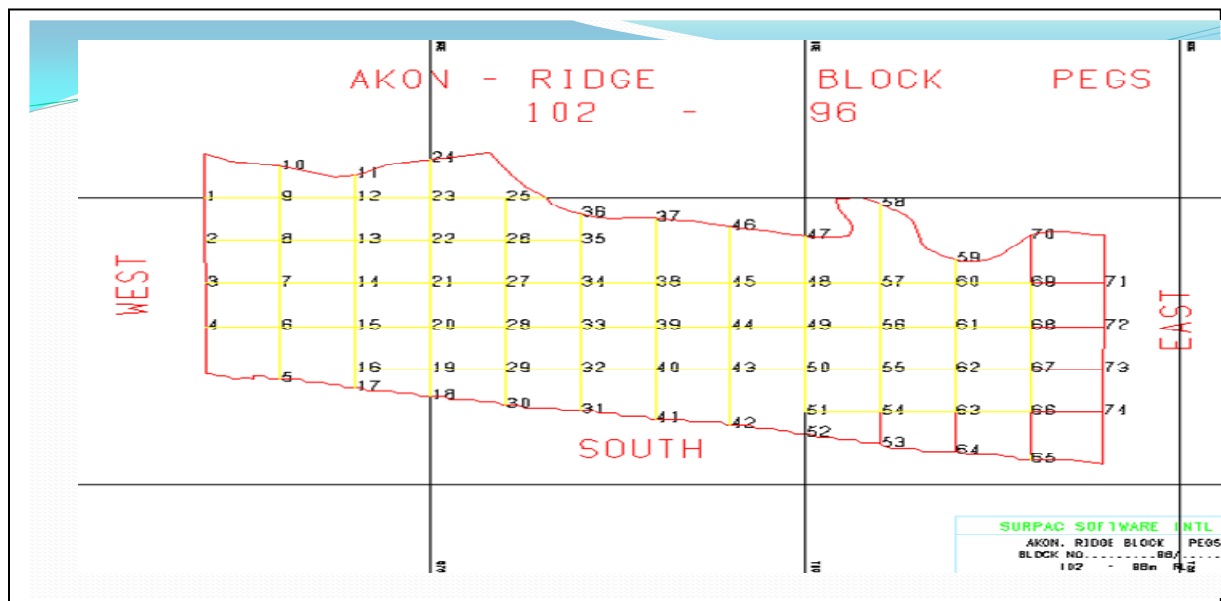 AKON - RIDGE BLOCK PEGS
102 - 96
24
10 11
1 9 12 23 25 36 37 46 47 58
2 8 13 22 26 35 59 70
WEST
3 7 14 21 27 34 38 45 48 57 60 69 71
EAST
4 6 15 20 28 33 39 44 49 56 61 68 72
16 19 29 32 40 43 50 55 62 67 73
5 17 18 30 31 41 42 51 54 63 66 74
52 53 64 65
SOUTH
SURPAC SOFTWARE INTL
AKON. RIDGE BLOCK PEGS
BLOCK NO
102 -